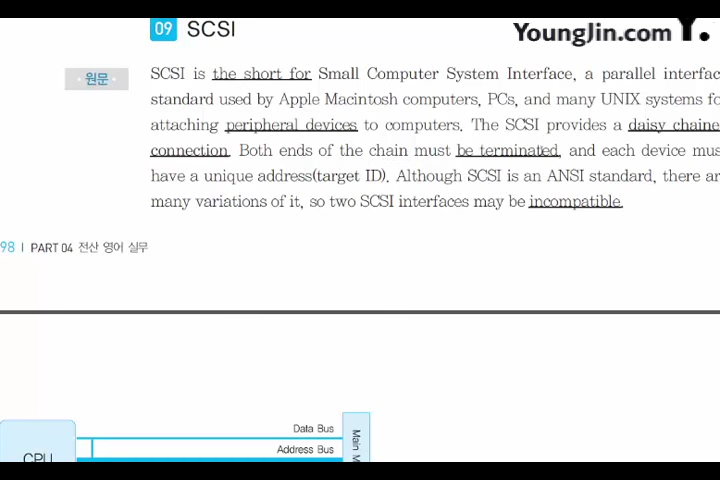 09 SCSI
YoungJin.com Y.
· 원문 ·
SCSI is the short for Small Computer System Interface, a parallel interfac
standard used by Apple Macintosh computers, PCs, and many UNIX systems fo
attaching peripheral devices to computers. The SCSI provides a daisy chaine
connection. Both ends of the chain must be terminated, and each device mus
have a unique address(target ID). Although SCSI is an ANSI standard, there ar
many variations of it, so two SCSI interfaces may be incompatible.
98 | PART 04 전산 영어 실무
Data Bus
Address Bus
CPU
Main M